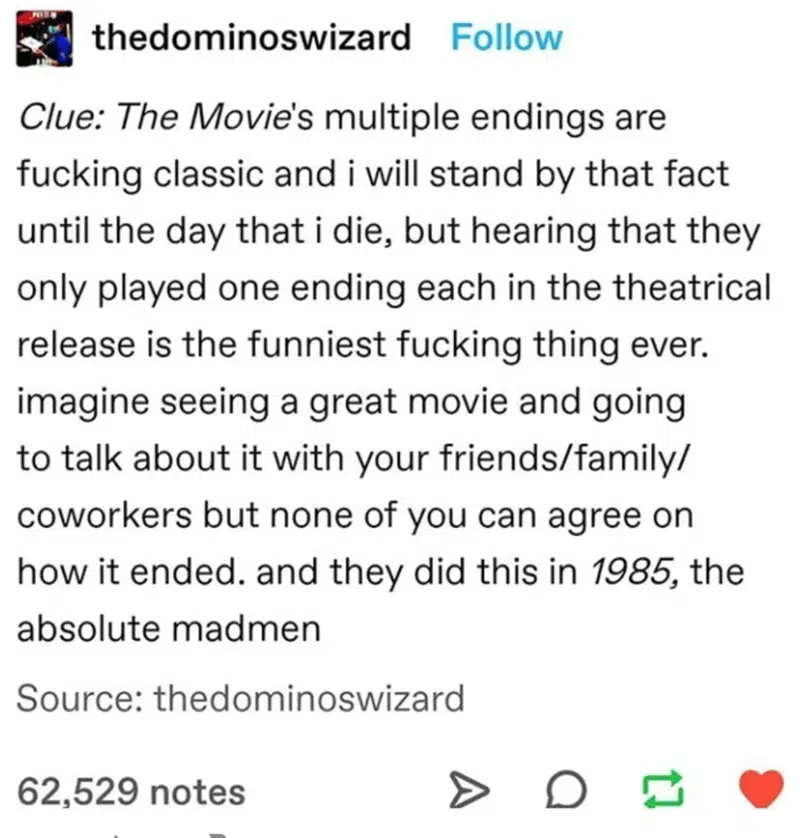 thedominoswizard Follow
Clue: The Movie's multiple endings are
fucking classic and i will stand by that fact
until the day that i die, but hearing that they
only played one ending each in the theatrical
release is the funniest fucking thing ever.
imagine seeing a great movie and going
to talk about it with your friends/family/
coworkers but none of you can agree on
how it ended. and they did this in 1985, the
absolute madmen
Source: thedominoswizard
62,529 notes